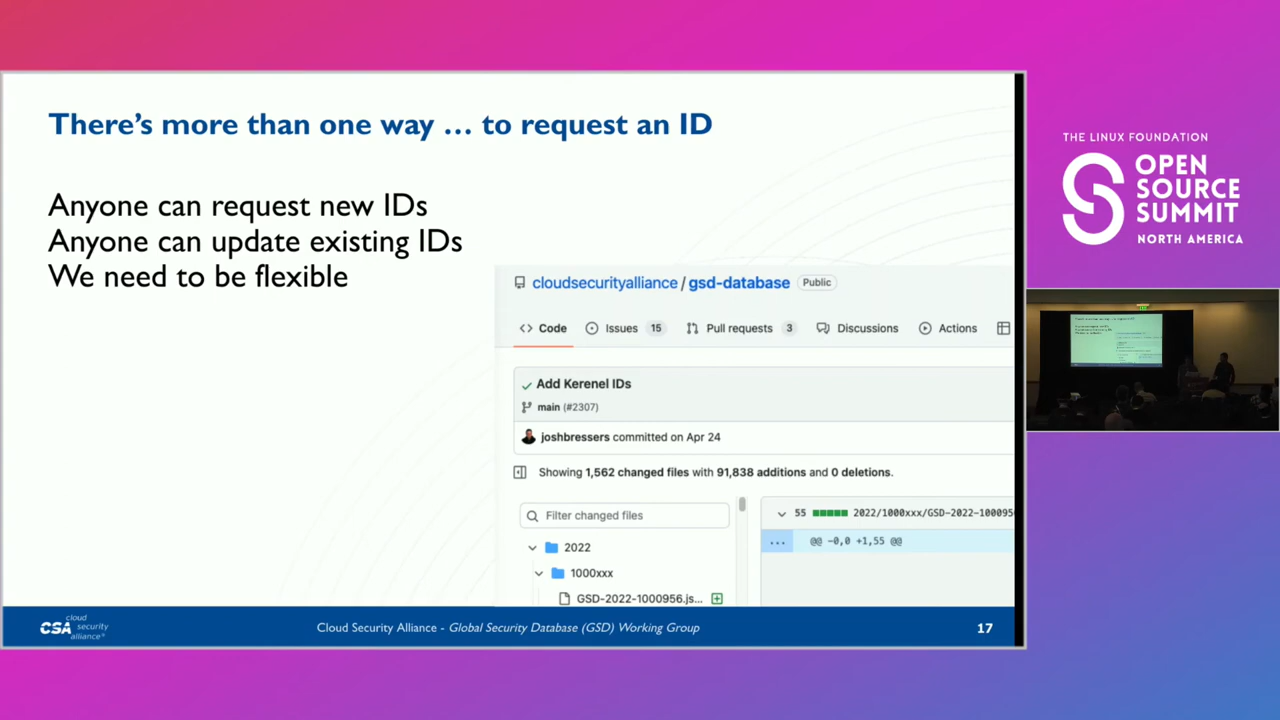 There's more than one way … to request an ID
Anyone can request new IDs
Anyone can update existing IDs
We need to be flexible
cloudsecurityalliance / gsd-database Public
Code Issues 15 Pull requests 3 Discussions Actions
Add Kerenel IDs
main (#2307)
joshbressers committed on Apr 24
Showing 1,562 changed files with 91,838 additions and 0 deletions.
Filter changed files
2022
1000xxx
GSD-2022-1000956.js...
55 2022/1000xxx/GSD-2022-1000956
... @@ -0,0 +1,55 @@
CSA cloud security alliance®
Cloud Security Alliance - Global Security Database (GSD) Working Group
17
THE LINUX FOUNDATION
OPEN
SOURCE
SUMMIT
NORTH AMERICA